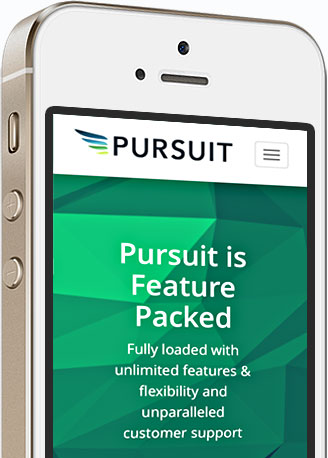 PURSUIT
Pursuit is
Feature
Packed
Fully loaded with
unlimited features &
flexibility and
unparalleled
customer support